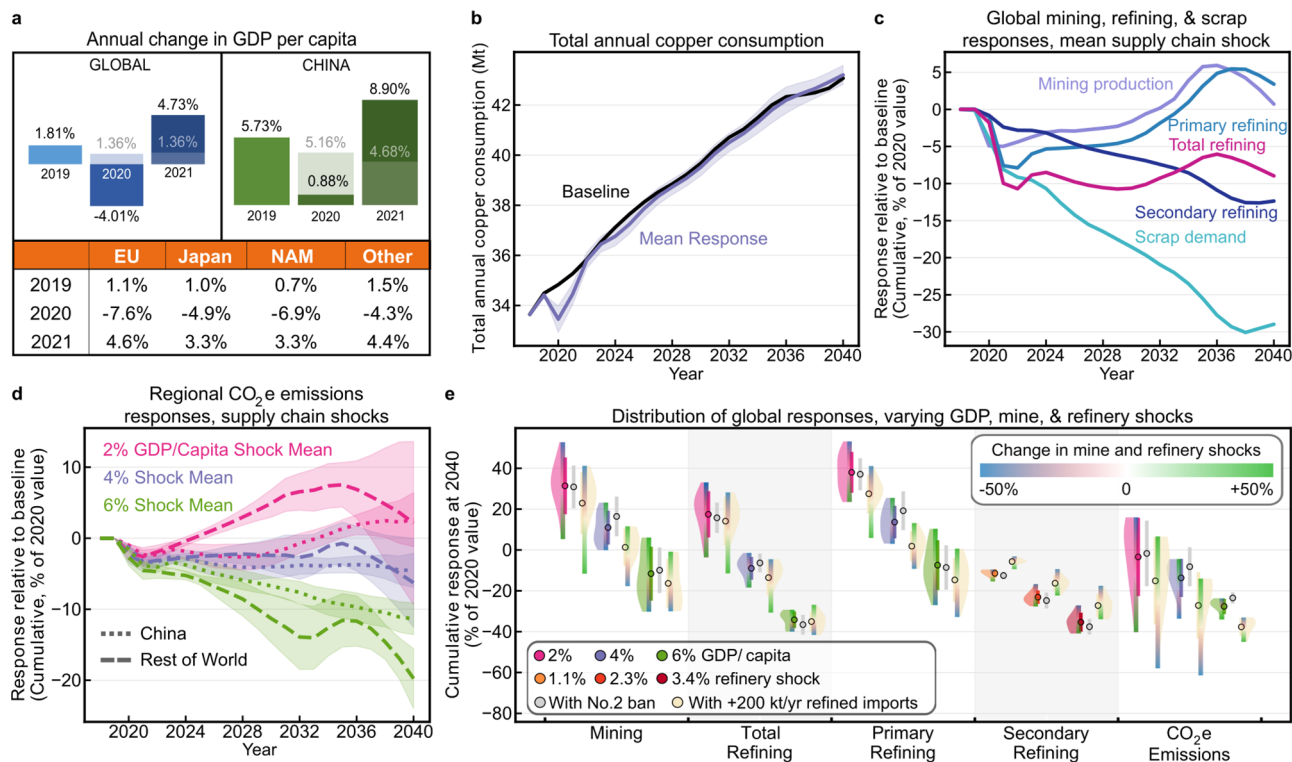 a
Annual change in GDP per capita
GLOBAL
CHINA
1.81%
2019
1.36%
2020
-4.01%
4.73%
1.36%
2021
5.73%
2019
5.16%
0.88%
2020
8.90%
4.68%
2021
EU Japan NAM Other
2019 1.1% 1.0% 0.7% 1.5%
2020 -7.6% -4.9% -6.9% -4.3%
2021 4.6% 3.3% 3.3% 4.4%
b
Total annual copper consumption
Total annual copper consumption (Mt)
42
40
38
36
34
Baseline
Mean Response
2020 2024 2028 2032 2036 2040
Year
c
Global mining, refining, & scrap
responses, mean supply chain shock
Response relative to baseline
(Cumulative, % of 2020 value)
5
0
−5
−10
−15
−20
−25
−30
Mining production
Primary refining
Total refining
Secondary refining
Scrap demand
2020 2024 2028 2032 2036 2040
Year
d
Regional CO2e emissions
responses, supply chain shocks
Response relative to baseline
(Cumulative, % of 2020 value)
10
0
−10
−20
2% GDP/Capita Shock Mean
4% Shock Mean
6% Shock Mean
China
Rest of World
2020 2024 2028 2032 2036 2040
Year
e
Distribution of global responses, varying GDP, mine, & refinery shocks
Cumulative response at 2040
(% of 2020 value)
40
20
0
−20
−40
−60
−80
Change in mine and refinery shocks
-50% 0 +50%
2% 4% 6% GDP/ capita
1.1% 2.3% 3.4% refinery shock
With No.2 ban With +200 kt/yr refined imports
Mining
Total
Refining
Primary
Refining
Secondary
Refining
CO2e
Emissions